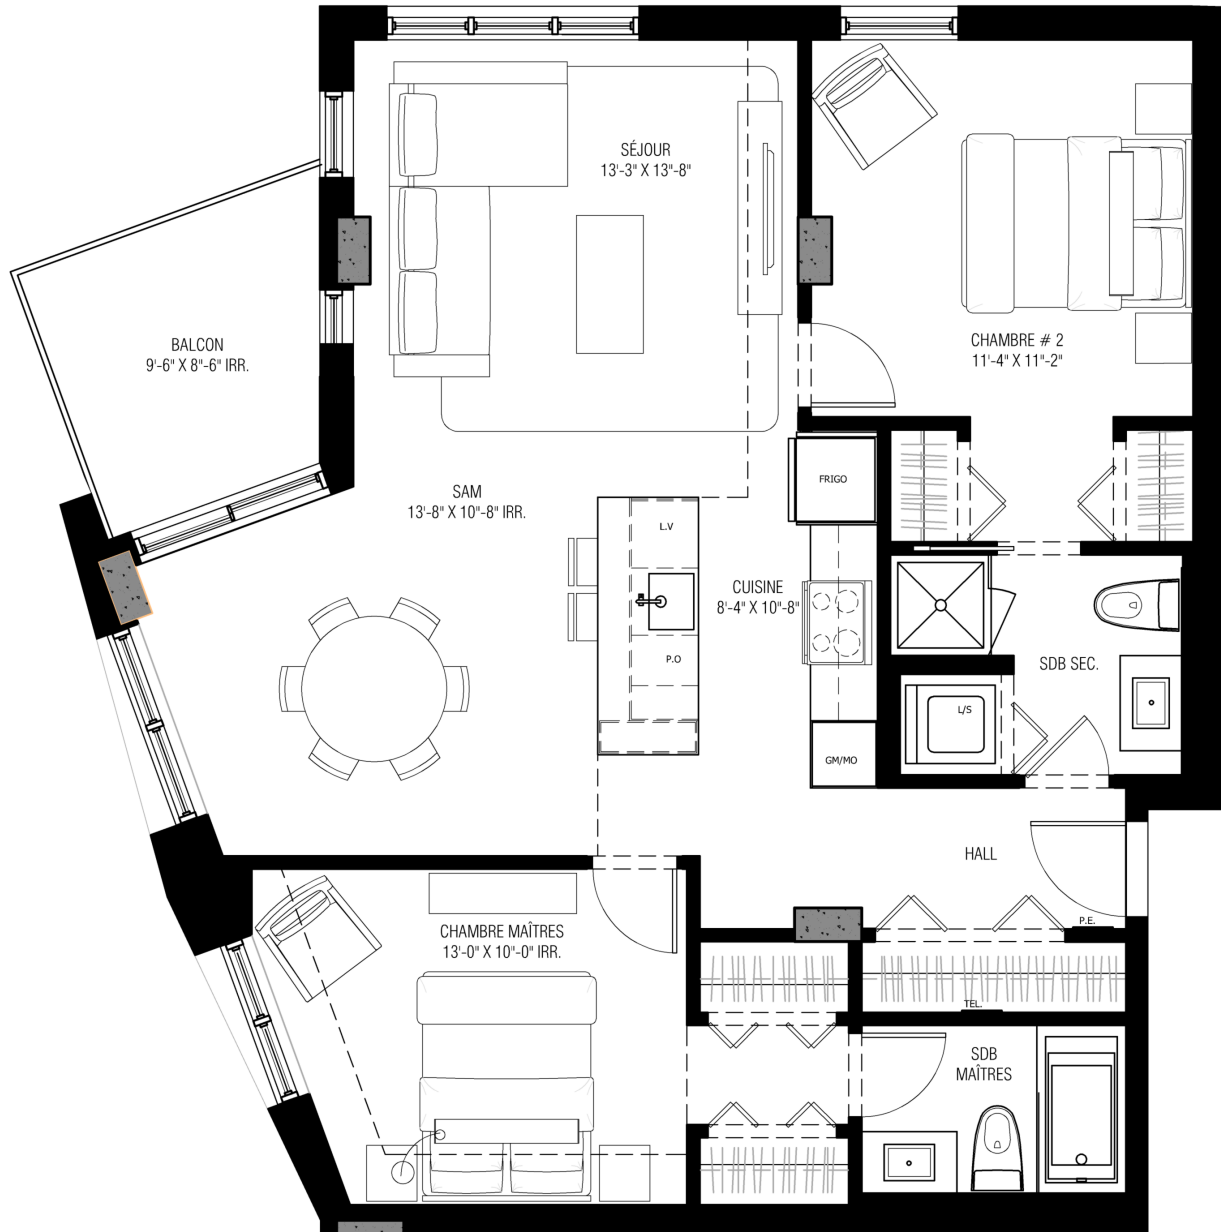 SÉJOUR
13'-3" X 13"-8"
BALCON
9'-6" X 8"-6" IRR.
CHAMBRE # 2
11'-4" X 11"-2"
SAM
13'-8" X 10"-8" IRR.
FRIGO
L.V
CUISINE
8'-4" X 10"-8"
P.O
SDB SEC.
L/S
GM/MO
HALL
P.E.
CHAMBRE MAÎTRES
13'-0" X 10"-0" IRR.
TEL.
SDB
MAÎTRES